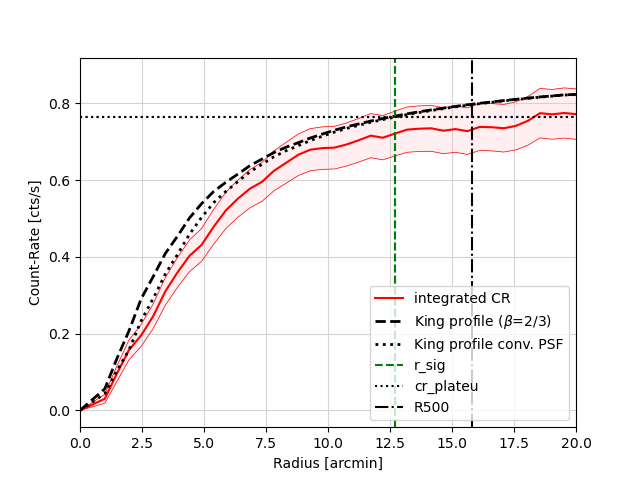 0.8
0.6
0.4
0.2
0.0
Count-Rate [cts/s]
integrated CR
King profile (β=2/3)
King profile conv. PSF
r_sig
cr_plateu
R500
0.0 2.5 5.0 7.5 10.0 12.5 15.0 17.5 20.0
Radius [arcmin]